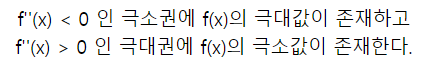 f''(x) < 0 인 극소권에 f(x)의 극대값이 존재하고
f''(x) > 0 인 극대권에 f(x)의 극소값이 존재한다.